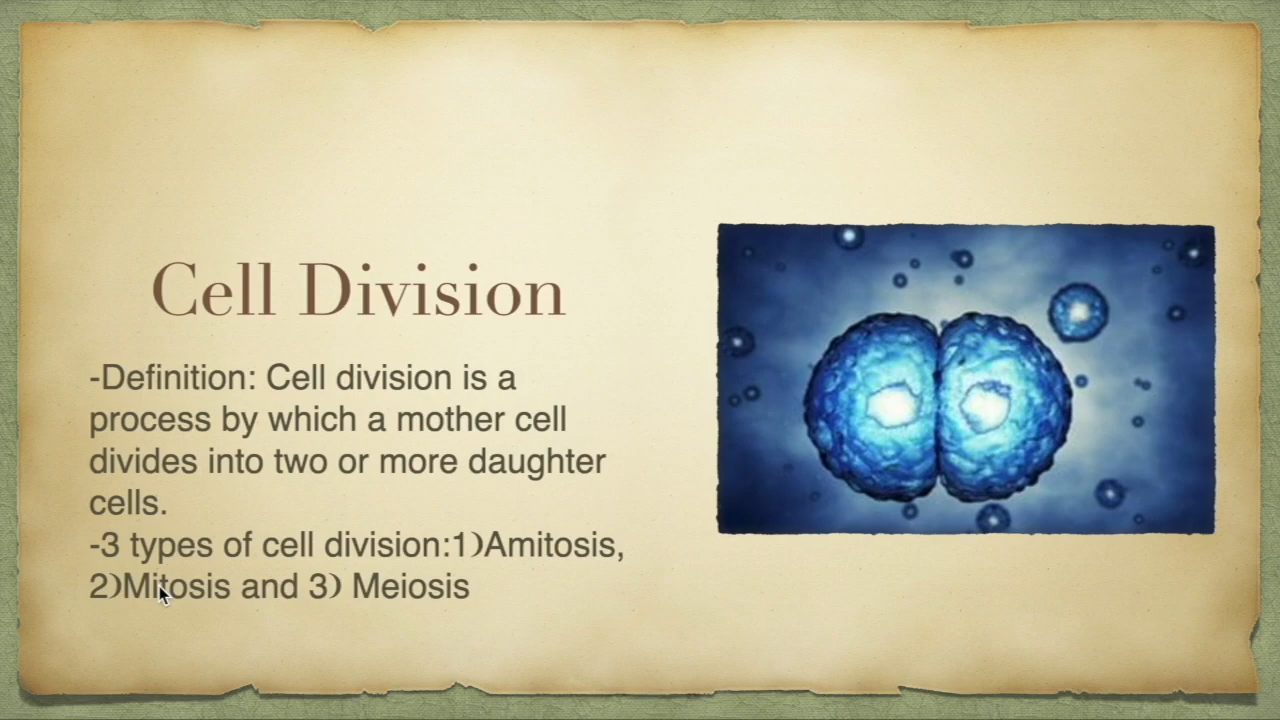 Cell Division
-Definition: Cell division is a
process by which a mother cell
divides into two or more daughter
cells.
-3 types of cell division:1)Amitosis,
2)Mitosis and 3) Meiosis